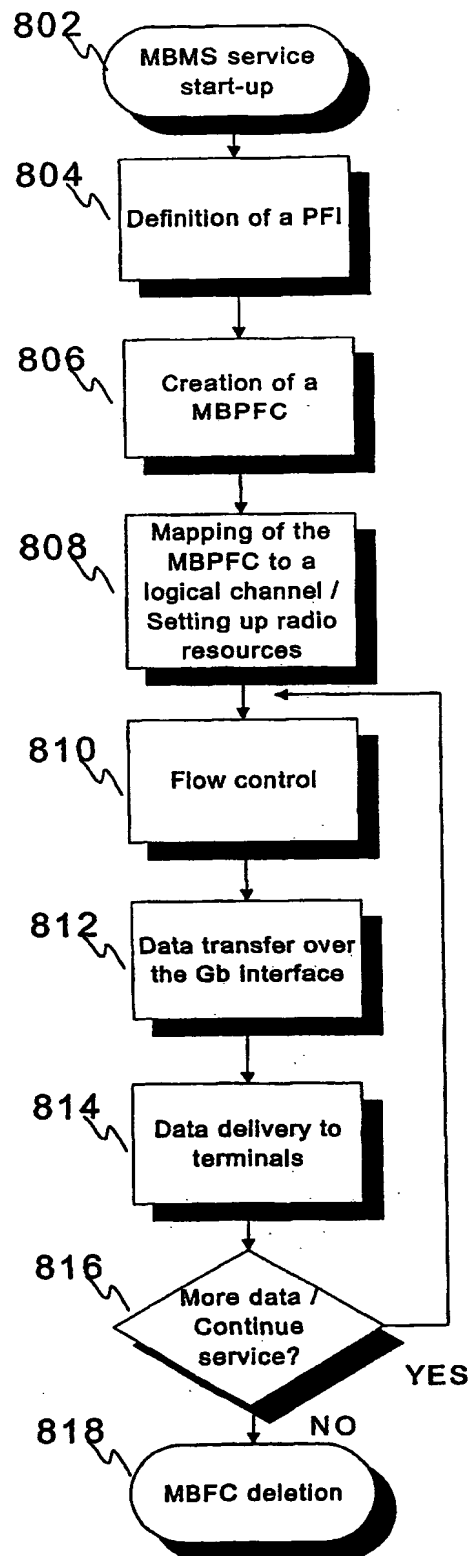 802
MBMS service
start-up
804
Definition of a PFI
806
Creation of a
MBPFC
808
Mapping of the
MBPFC to a
logical channel /
Setting up radio
resources
810
Flow control
812
Data transfer over
the Gb interface
814
Data delivery to
terminals
816
More data /
Continue
service?
YES
NO
818
MBFC deletion